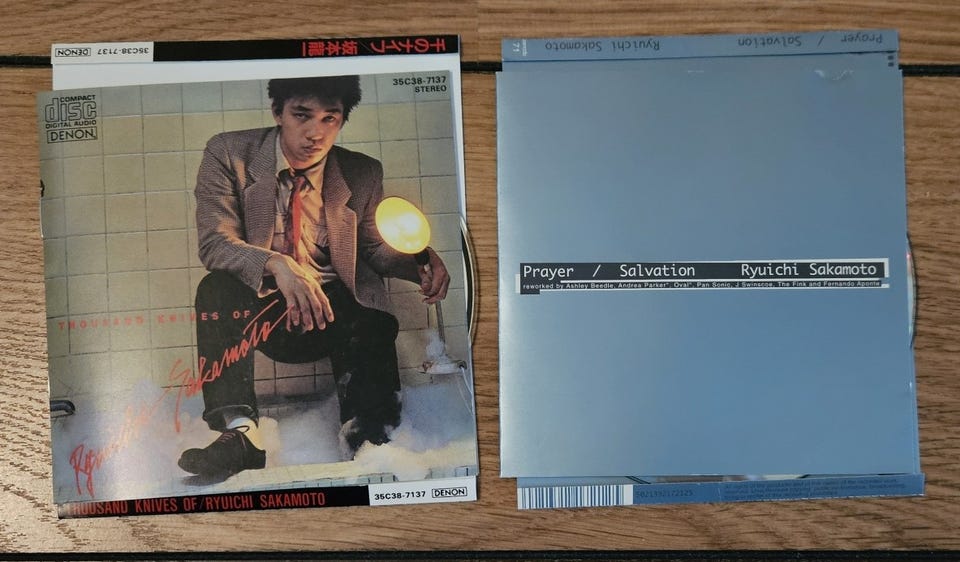 DENON
35C38-7137
千のナイフ/坂本龍一
35C38-7137
STEREO
COMPACT
disc
DIGITAL AUDIO
DENON
THOUSAND KNIVES OF
Ryuichi Sakamoto
THOUSAND KNIVES OF/RYUICHI SAKAMOTO
35C38-7137
DENON
Prayer / Salvation
Ryuichi Sakamoto
71
Prayer / Salvation Ryuichi Sakamoto
reworked by Ashley Beedle, Andrea Parker*, Oval*, Pan Sonic, J Swinscoe, The Fink and Fernando Aponte
5021392172125